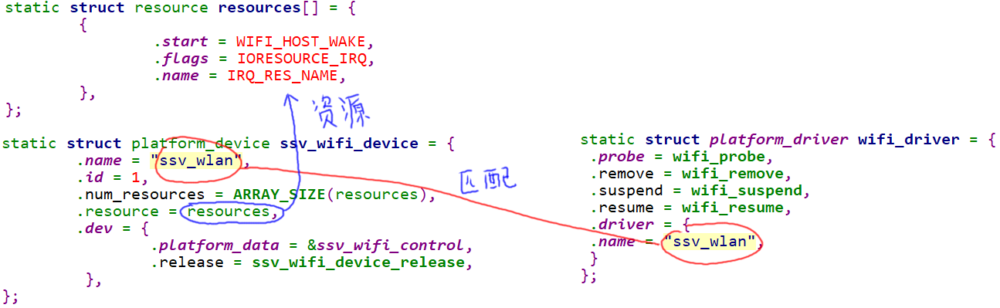 static struct resource resources[] = {
{
.start = WIFI_HOST_WAKE,
.flags = IORESOURCE_IRQ,
.name = IRQ_RES_NAME,
},
};
资源
static struct platform_device ssv_wifi_device = {
.name = "ssv_wlan",
.id = 1,
.num_resources = ARRAY_SIZE(resources),
.resource = resources,
.dev = {
.platform_data = &ssv_wifi_control,
.release = ssv_wifi_device_release,
},
};
匹配
static struct platform_driver wifi_driver = {
.probe = wifi_probe,
.remove = wifi_remove,
.suspend = wifi_suspend,
.resume = wifi_resume,
.driver = {
.name = "ssv_wlan",
}
};